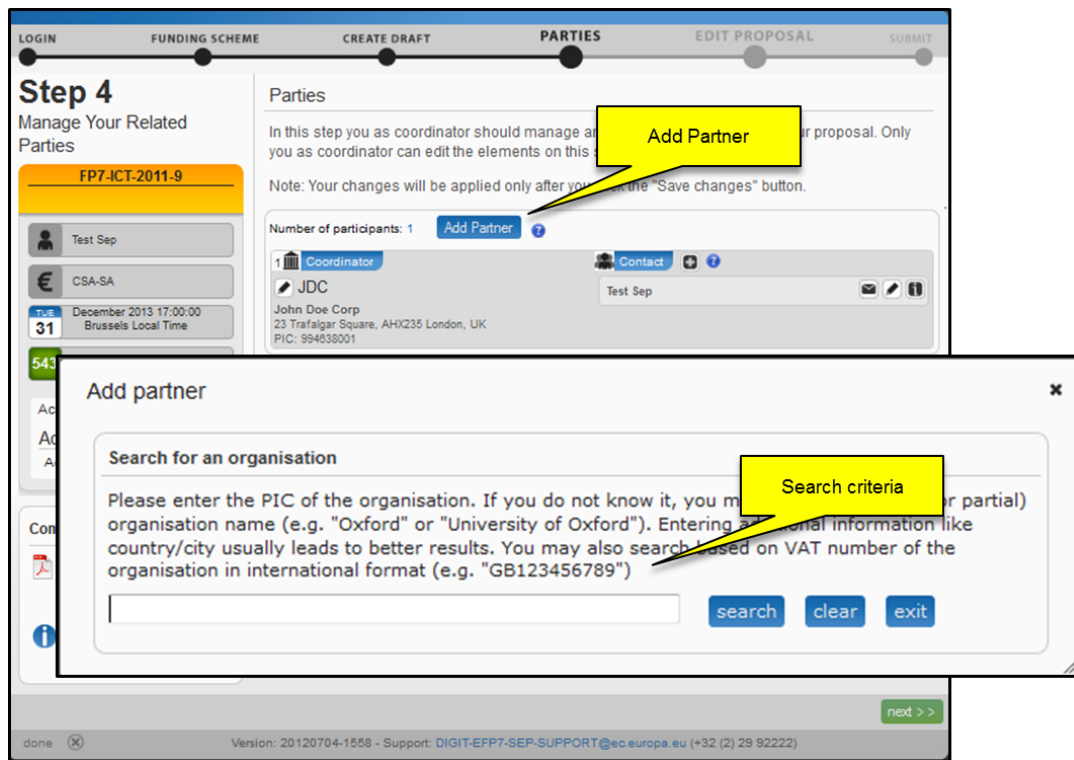 LOGIN FUNDING SCHEME CREATE DRAFT PARTIES EDIT PROPOSAL SUBMIT
Step 4
Manage Your Related
Parties
FP7-ICT-2011-9
Test Sep
€ CSA-SA
TUE
31
December 2013 17:00:00
Brussels Local Time
543
Ac
Ac
A
Con
Parties
In this step you as coordinator should manage ar ur proposal. Only
you as coordinator can edit the elements on this s
Note: Your changes will be applied only after you the "Save changes" button.
Add Partner
Number of participants: 1 Add Partner ?
1 Coordinator
JDC
John Doe Corp
23 Trafalgar Square, AHX235 London, UK
PIC: 994638001
Contact ?
Test Sep
Add partner
Search for an organisation
Please enter the PIC of the organisation. If you do not know it, you m or partial)
organisation name (e.g. "Oxford" or "University of Oxford"). Entering information like
country/city usually leads to better results. You may also search based on VAT number of the
organisation in international format (e.g. "GB123456789")
Search criteria
search clear exit
next >>
done Version: 20120704-1558 - Support: DIGIT-EFP7-SEP-SUPPORT@ec.europa.eu (+32 (2) 29 92222)